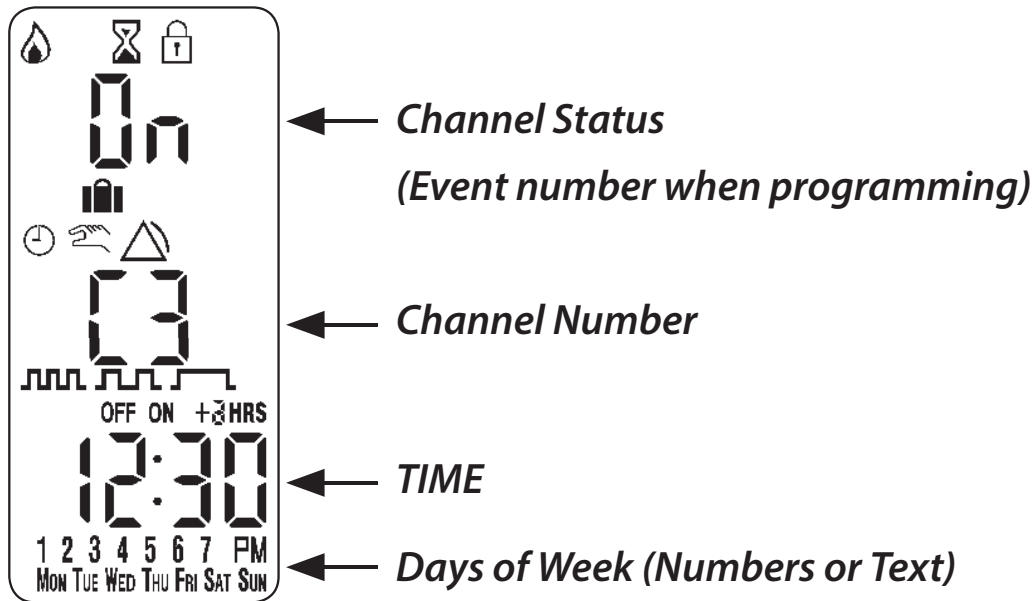 On
Channel Status
(Event number when programming)
C3
Channel Number
OFF ON +3HRS
12:30
TIME
1 2 3 4 5 6 7 PM
MON TUE WED THU FRI SAT SUN
Days of Week (Numbers or Text)